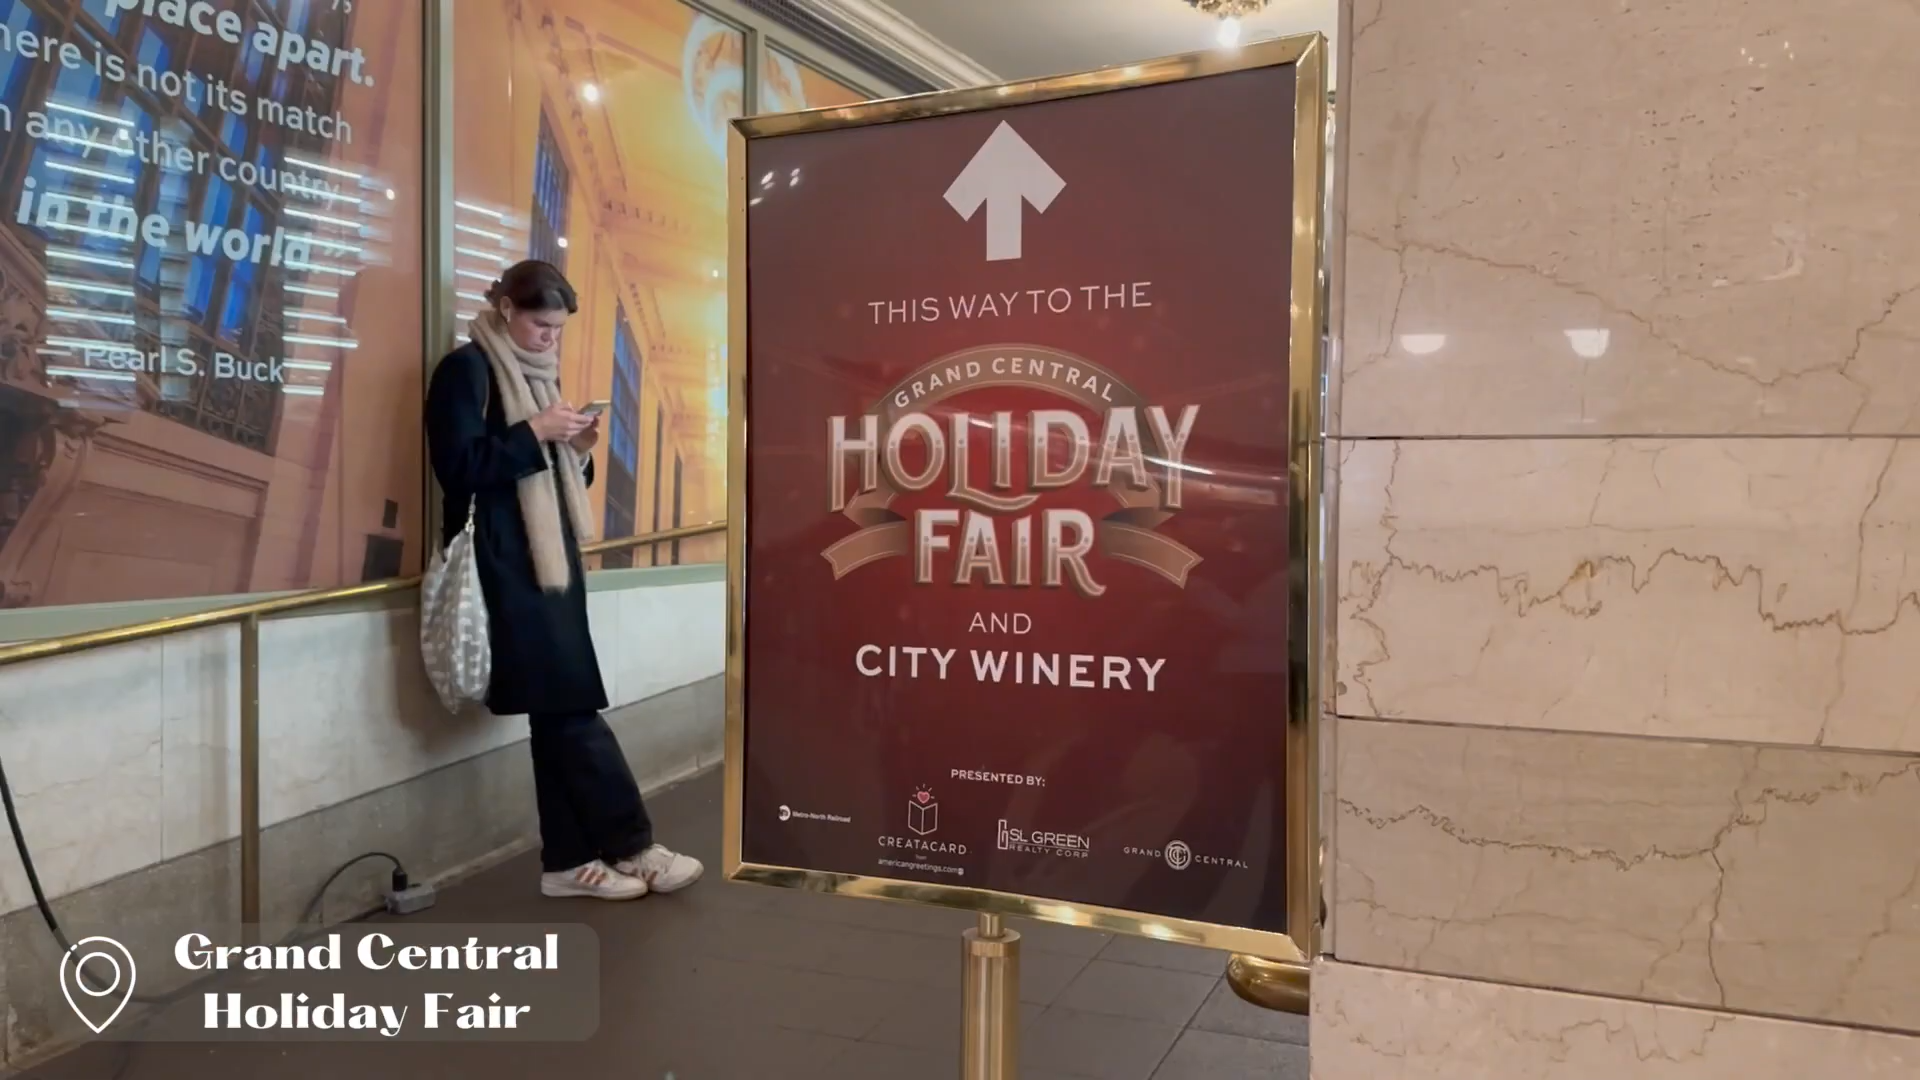 place apart.
here is not its match
n any other country
in the world.”
— Pearl S. Buck
THIS WAY TO THE
GRAND CENTRAL
HOLIDAY
FAIR
AND
CITY WINERY
PRESENTED BY:
Metro-North Railroad
CREATACARD
americangreetings.com
SL GREEN
REALTY CORP
GRAND CENTRAL
Grand Central
Holiday Fair